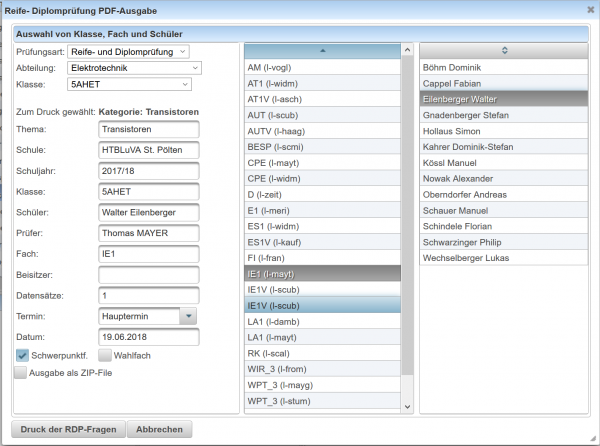 Reife- Diplomprüfung PDF-Ausgabe
Auswahl von Klasse, Fach und Schüler
Prüfungsart: Reife- und Diplomprüfung
Abteilung: Elektrotechnik
Klasse: 5AHET
Zum Druck gewählt: Kategorie: Transistoren
Thema: Transistoren
Schule: HTBLuVA St. Pölten
Schuljahr: 2017/18
Klasse: 5AHET
Schüler: Walter Eilenberger
Prüfer: Thomas MAYER
Fach: IE1
Beisitzer:
Datensätze: 1
Termin: Haupttermin
Datum: 19.06.2018
Schwerpunktf. Wahlfach
Ausgabe als ZIP-File
AM (l-vogl)
AT1 (l-widm)
AT1V (l-asch)
AUT (l-scub)
AUTV (l-haag)
BESP (l-scmi)
CPE (l-mayt)
CPE (l-widm)
D (l-zeit)
E1 (l-meri)
ES1 (l-widm)
ES1V (l-kauf)
FI (l-fran)
IE1 (l-mayt)
IE1V (l-scub)
IE1V (l-scub)
LA1 (l-damb)
LA1 (l-mayt)
RK (l-scal)
WIR_3 (l-from)
WPT_3 (l-mayg)
WPT_3 (l-stum)
Böhm Dominik
Cappel Fabian
Eilenberger Walter
Gnadenberger Stefan
Hollaus Simon
Kahrer Dominik-Stefan
Kössl Manuel
Nowak Alexander
Oberndorfer Andreas
Schauer Manuel
Schindele Florian
Schwarzinger Philip
Wechselberger Lukas
Druck der RDP-Fragen
Abbrechen